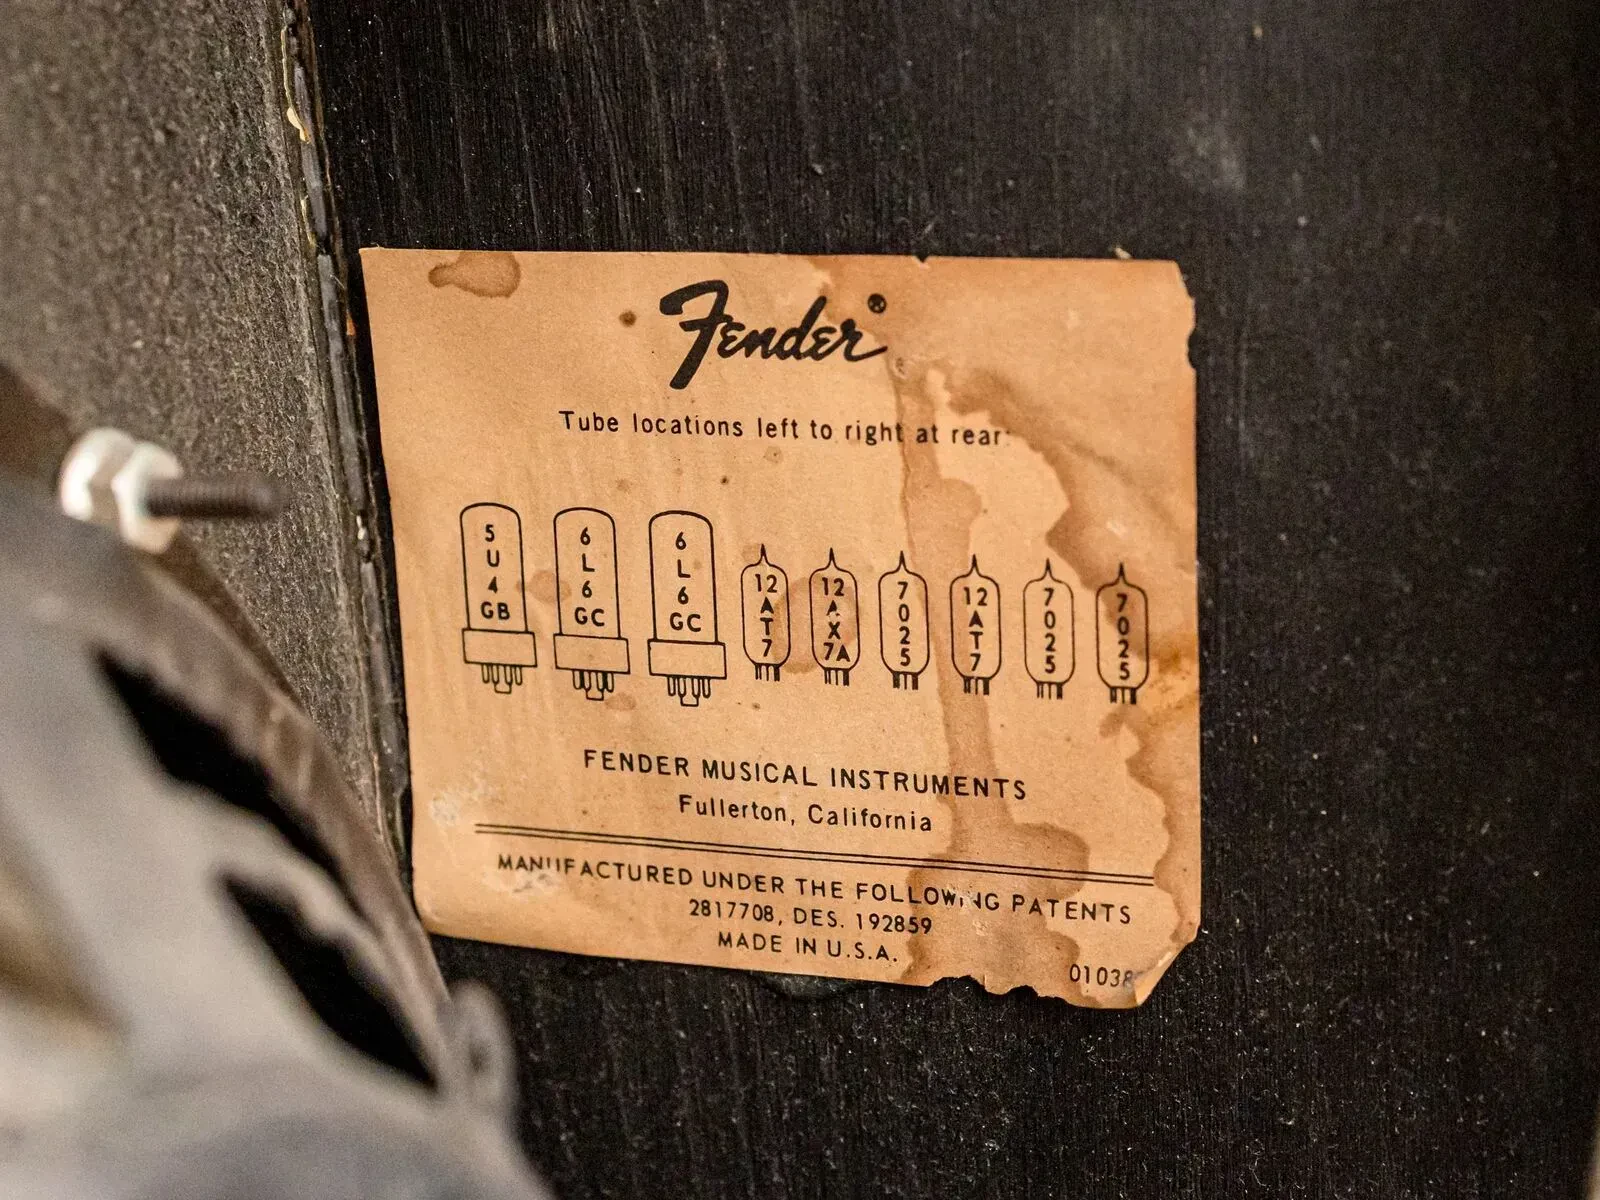 Fender®
Tube locations left to right at rear:
5U4GB 6L6GC 6L6GC 12AT7 12AX7A 7025 12AT7 7025 7025
FENDER MUSICAL INSTRUMENTS
Fullerton, California
MANUFACTURED UNDER THE FOLLOWING PATENTS
2817708, DES. 192859
MADE IN U.S.A.